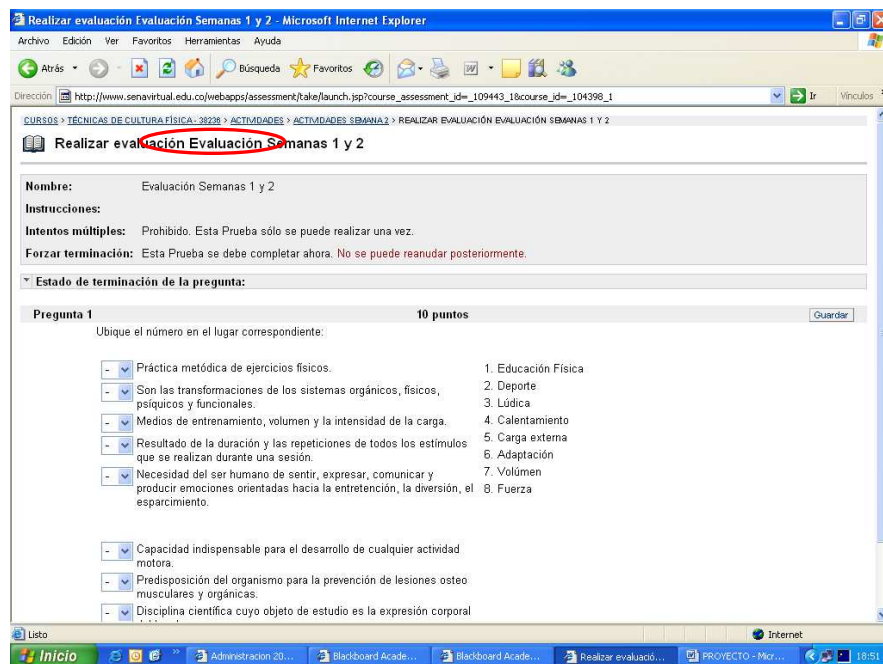 Realizar evaluación Evaluación Semanas 1 y 2 - Microsoft Internet Explorer
Archivo Edición Ver Favoritos Herramientas Ayuda
Atrás Búsqueda Favoritos
Dirección http://www.senavirtual.edu.co/webapps/assessment/take/launch.jsp?course_assessment_id=_109443_1&course_id=_104398_1 Ir Vínculos
CURSOS > TÉCNICAS DE CULTURA FÍSICA - 38236 > ACTIVIDADES > ACTIVIDADES SEMANA 2 > REALIZAR EVALUACIÓN EVALUACIÓN SEMANAS 1 Y 2
Realizar evaluación Evaluación Semanas 1 y 2
Nombre: Evaluación Semanas 1 y 2
Instrucciones:
Intentos múltiples: Prohibido. Esta Prueba sólo se puede realizar una vez.
Forzar terminación: Esta Prueba se debe completar ahora. No se puede reanudar posteriormente.
Estado de terminación de la pregunta:
Pregunta 1 10 puntos Guardar
Ubique el número en el lugar correspondiente:
- Práctica metódica de ejercicios físicos.
- Son las transformaciones de los sistemas orgánicos, físicos,
psíquicos y funcionales.
- Medios de entrenamiento, volumen y la intensidad de la carga.
- Resultado de la duración y las repeticiones de todos los estímulos
que se realizan durante una sesión.
- Necesidad del ser humano de sentir, expresar, comunicar y
producir emociones orientadas hacia la entretención, la diversión, el
esparcimiento.
- Capacidad indispensable para el desarrollo de cualquier actividad
motora.
- Predisposición del organismo para la prevención de lesiones osteo
musculares y orgánicas.
- Disciplina científica cuyo objeto de estudio es la expresión corporal
1. Educación Física
2. Deporte
3. Lúdica
4. Calentamiento
5. Carga externa
6. Adaptación
7. Volúmen
8. Fuerza
Listo Internet
Inicio Administracion 20... Blackboard Acade... Blackboard Acade... Realizar evaluació... PROYECTO - Micr... 18:51